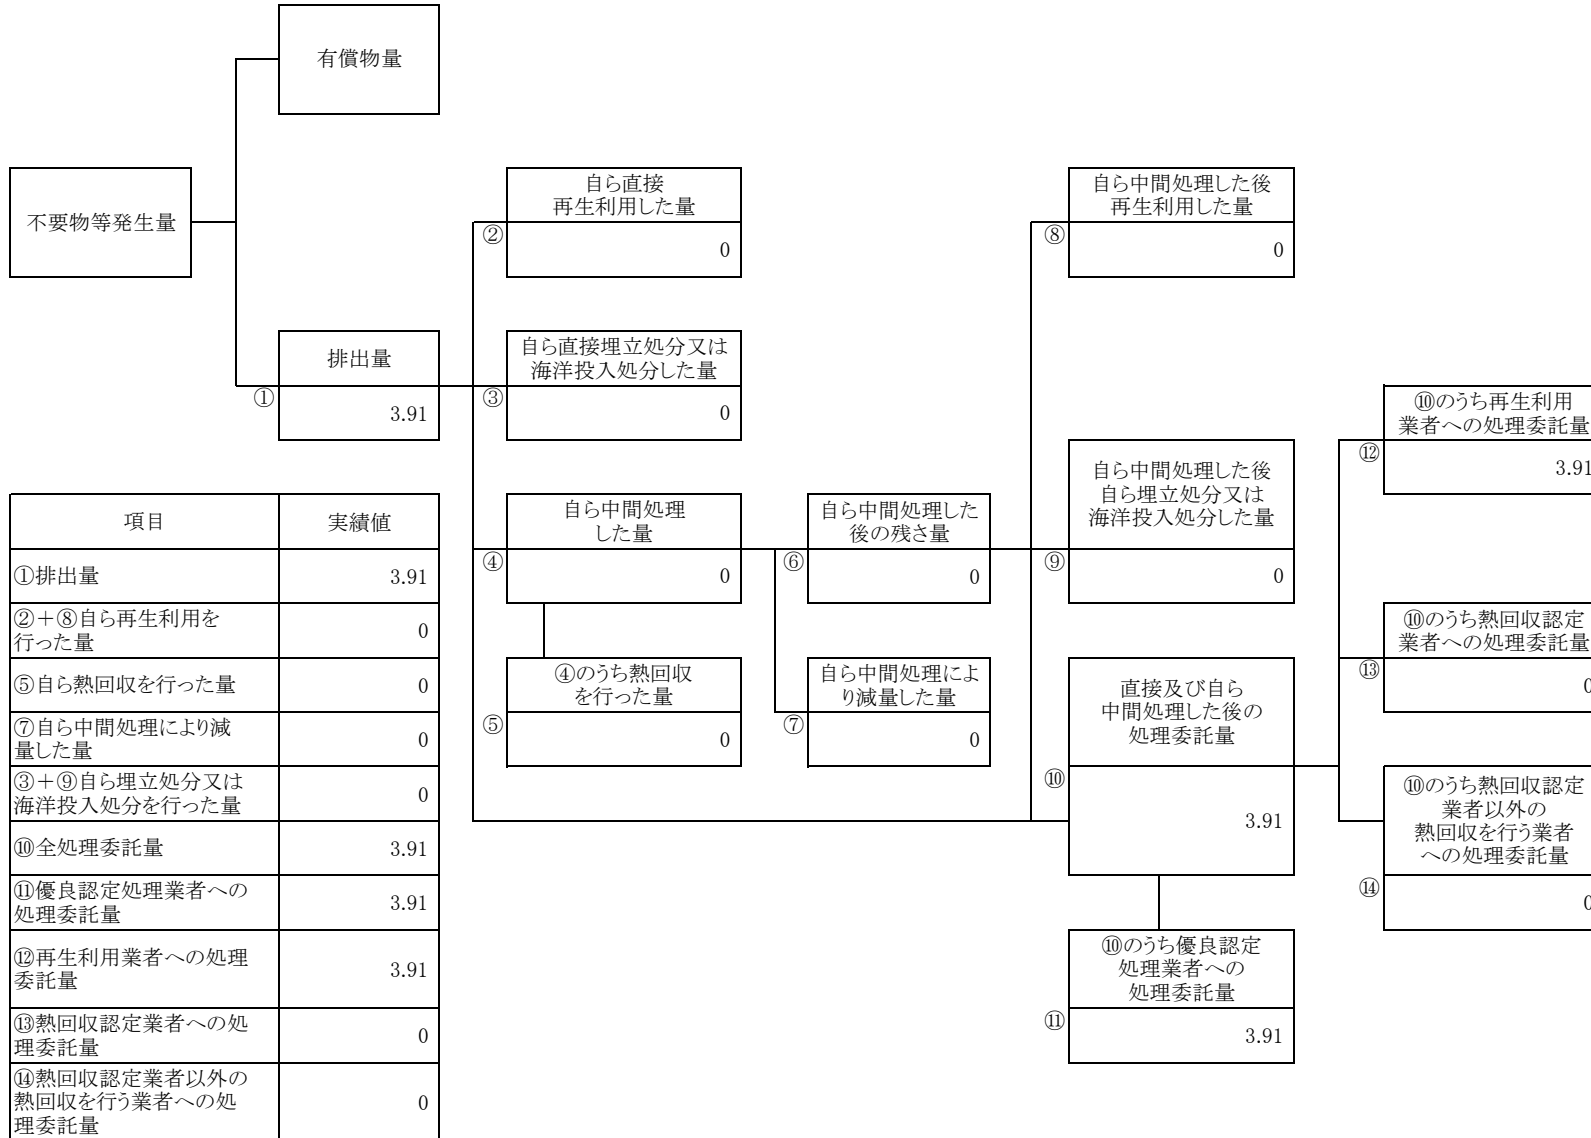 有償物量
不要物等発生量
自ら直接
再生利用した量
②
0
自ら中間処理した後
再生利用した量
⑧
0
排出量
①
3.91
自ら直接埋立処分又は
海洋投入処分した量
③
0
⑩のうち再生利用
業者への処理委託量
⑫
3.91
自ら中間処理
した量
④
0
自ら中間処理した
後の残さ量
⑥
0
自ら中間処理した後
自ら埋立処分又は
海洋投入処分した量
⑨
0
⑩のうち熱回収認定
業者への処理委託量
⑬
0
④のうち熱回収
を行った量
⑤
0
自ら中間処理によ
り減量した量
⑦
0
直接及び自ら
中間処理した後の
処理委託量
⑩
3.91
⑩のうち熱回収認定
業者以外の
熱回収を行う業者
への処理委託量
⑭
0
⑩のうち優良認定
処理業者への
処理委託量
⑪
3.91
項目 実績値
①排出量 3.91
②＋⑧自ら再生利用を
行った量 0
⑤自ら熱回収を行った量 0
⑦自ら中間処理により減
量した量 0
③＋⑨自ら埋立処分又は
海洋投入処分を行った量 0
⑩全処理委託量 3.91
⑪優良認定処理業者への
処理委託量 3.91
⑫再生利用業者への処理
委託量 3.91
⑬熱回収認定業者への処
理委託量 0
⑭熱回収認定業者以外の
熱回収を行う業者への処
理委託量 0